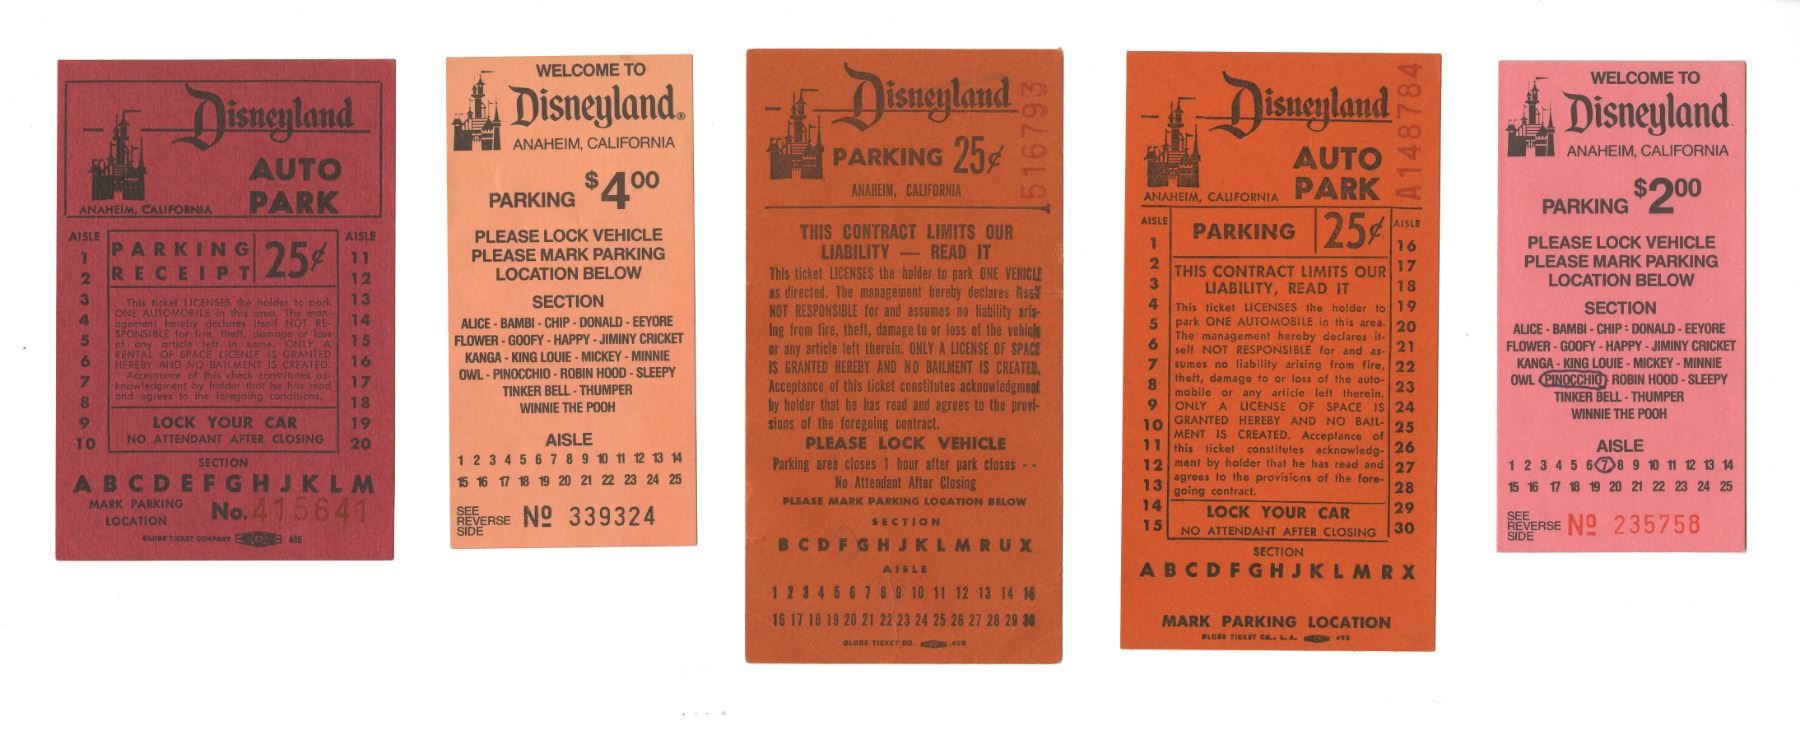 Disneyland
AUTO
PARK
ANAHEIM, CALIFORNIA
AISLE
AISLE
PARKING
RECEIPT
25¢
1
2
3
4
5
6
7
8
9
10
11
12
13
14
15
16
17
18
19
20
This ticket LICENSES the holder to park
ONE AUTOMOBILE in this area. The man-
agement hereby declares itself NOT RE-
SPONSIBLE for fire, theft, damage or loss
of any article left in same. ONLY A
RENTAL OF SPACE LICENSE IS GRANTED
HEREBY AND NO BAILMENT IS CREATED.
Acceptance of this check constitutes ac-
knowledgment by holder that he has read
and agrees to the foregoing conditions.
LOCK YOUR CAR
NO ATTENDANT AFTER CLOSING
SECTION
A B C D E F G H J K L M
MARK PARKING
LOCATION
No. 415641
GLOBE TICKET COMPANY 495
WELCOME TO
Disneyland®
ANAHEIM, CALIFORNIA
PARKING $4.00
PLEASE LOCK VEHICLE
PLEASE MARK PARKING
LOCATION BELOW
SECTION
ALICE - BAMBI - CHIP - DONALD - EEYORE
FLOWER - GOOFY - HAPPY - JIMINY CRICKET
KANGA - KING LOUIE - MICKEY - MINNIE
OWL - PINOCCHIO - ROBIN HOOD - SLEEPY
TINKER BELL - THUMPER
WINNIE THE POOH
AISLE
1 2 3 4 5 6 7 8 9 10 11 12 13 14
15 16 17 18 19 20 21 22 23 24 25
SEE
REVERSE
SIDE
Nº 339324
Disneyland
PARKING 25¢
ANAHEIM, CALIFORNIA
516793
THIS CONTRACT LIMITS OUR
LIABILITY — READ IT
This ticket LICENSES the holder to park ONE VEHICLE
as directed. The management hereby declares itself
NOT RESPONSIBLE for and assumes no liability aris-
ing from fire, theft, damage to or loss of the vehicle
or any article left therein. ONLY A LICENSE OF SPACE
IS GRANTED HEREBY AND NO BAILMENT IS CREATED.
Acceptance of this ticket constitutes acknowledgment
by holder that he has read and agrees to the provi-
sions of the foregoing contract.
PLEASE LOCK VEHICLE
Parking area closes 1 hour after park closes - -
No Attendant After Closing
PLEASE MARK PARKING LOCATION BELOW
SECTION
B C D F G H J K L M R U X
AISLE
1 2 3 4 5 6 7 8 9 10 11 12 13 14 15
16 17 18 19 20 21 22 23 24 25 26 27 28 29 30
GLOBE TICKET CO. 495
Disneyland
AUTO
PARK
ANAHEIM, CALIFORNIA
A148784
AISLE
AISLE
PARKING 25¢
1
2
3
4
5
6
7
8
9
10
11
12
13
14
15
16
17
18
19
20
21
22
23
24
25
26
27
28
29
30
THIS CONTRACT LIMITS OUR
LIABILITY, READ IT
This ticket LICENSES the holder to
park ONE AUTOMOBILE in this area.
The management hereby declares it-
self NOT RESPONSIBLE for and as-
sumes no liability arising from fire,
theft, damage to or loss of the auto-
mobile or any article left therein.
ONLY A LICENSE OF SPACE IS
GRANTED HEREBY AND NO BAIL-
MENT IS CREATED. Acceptance of
this ticket constitutes acknowledg-
ment by holder that he has read and
agrees to the provisions of the fore-
going contract.
LOCK YOUR CAR
NO ATTENDANT AFTER CLOSING
SECTION
A B C D F G H J K L M R X
MARK PARKING LOCATION
GLOBE TICKET CO., L. A. 495
WELCOME TO
Disneyland
ANAHEIM, CALIFORNIA
PARKING $2.00
PLEASE LOCK VEHICLE
PLEASE MARK PARKING
LOCATION BELOW
SECTION
ALICE - BAMBI - CHIP - DONALD - EEYORE
FLOWER - GOOFY - HAPPY - JIMINY CRICKET
KANGA - KING LOUIE - MICKEY - MINNIE
OWL PINOCCHIO ROBIN HOOD - SLEEPY
TINKER BELL - THUMPER
WINNIE THE POOH
AISLE
1 2 3 4 5 6 7 8 9 10 11 12 13 14
15 16 17 18 19 20 21 22 23 24 25
SEE
REVERSE
SIDE
Nº 235758